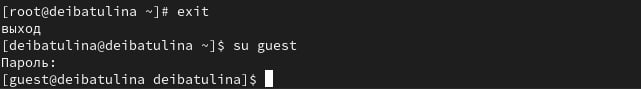 [root@deibatulina ~]# exit
выход
[deibatulina@deibatulina ~]$ su guest
Пароль:
[guest@deibatulina deibatulina]$